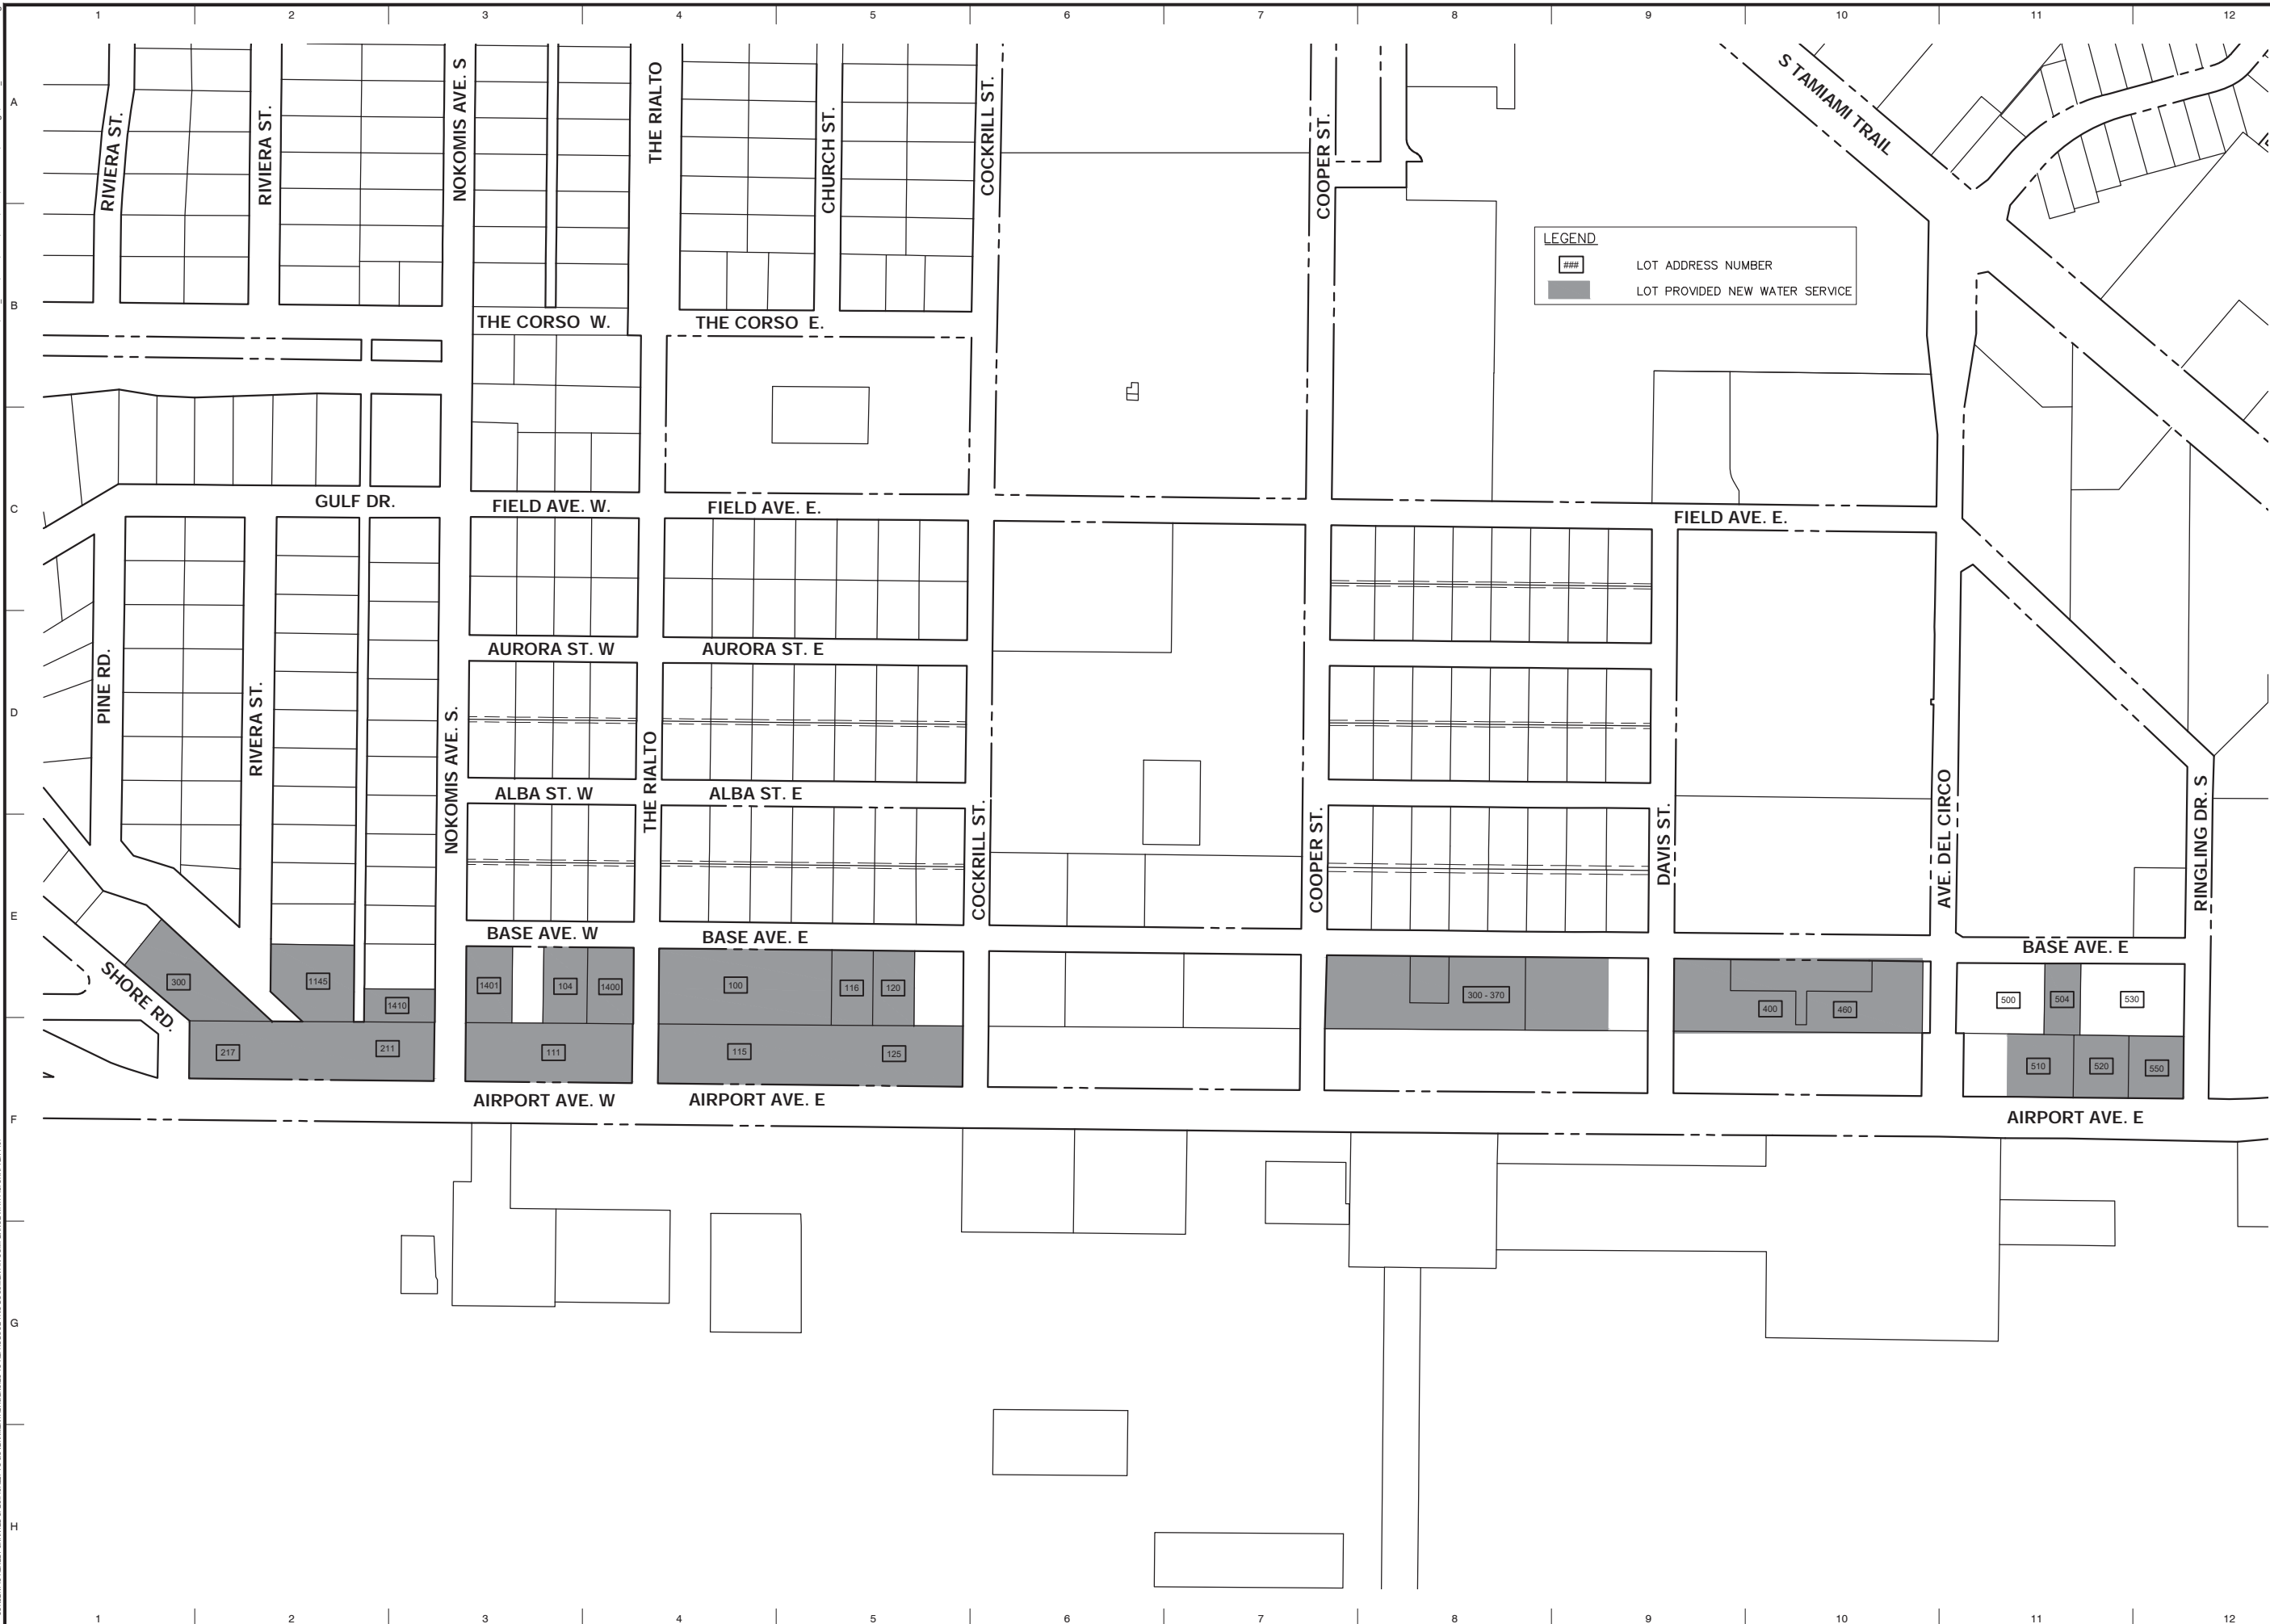 1 2 3 4 5 6 7 8 9 10 11 12
A
RIVIERA ST.
RIVIERA ST.
NOKOMIS AVE. S
THE RIALTO
CHURCH ST.
COCKRILL ST.
COOPER ST.
S TAMIAMI TRAIL
LEGEND
### LOT ADDRESS NUMBER
LOT PROVIDED NEW WATER SERVICE
B
THE CORSO W.
THE CORSO E.
C
GULF DR.
FIELD AVE. W.
FIELD AVE. E.
FIELD AVE. E.
AURORA ST. W
AURORA ST. E
D
PINE RD.
RIVERA ST.
NOKOMIS AVE. S.
THE RIALTO
ALBA ST. W
ALBA ST. E
COCKRILL ST.
COOPER ST.
DAVIS ST.
AVE. DEL CIRCO
RINGLING DR. S
E
BASE AVE. W
BASE AVE. E
BASE AVE. E
SHORE RD.
300
1145
1410
1401
104
1400
100
116
120
300 - 370
400
460
500
504
530
217
211
111
115
125
510
520
550
AIRPORT AVE. W
AIRPORT AVE. E
AIRPORT AVE. E
F
G
H
1 2 3 4 5 6 7 8 9 10 11 12